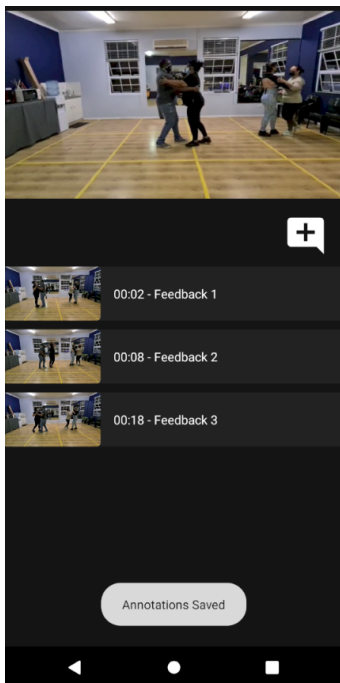 00:02 - Feedback 1
00:08 - Feedback 2
00:18 - Feedback 3
Annotations Saved